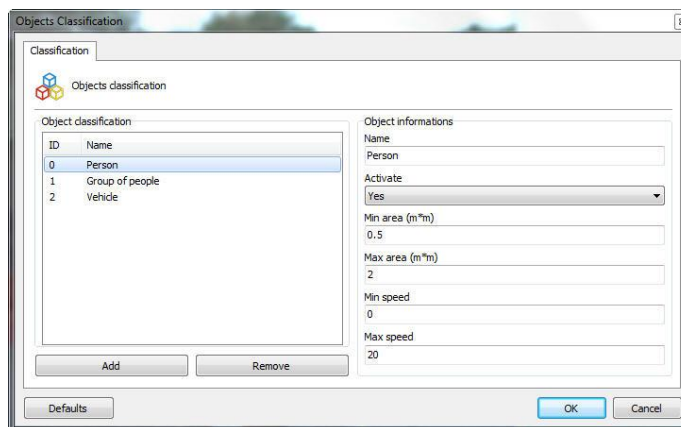 Objects Classification
Classification
Objects classification
Object classification
ID Name
0 Person
1 Group of people
2 Vehicle
Add Remove
Object informations
Name
Person
Activate
Yes
Min area (m*m)
0.5
Max area (m*m)
2
Min speed
0
Max speed
20
Defaults OK Cancel